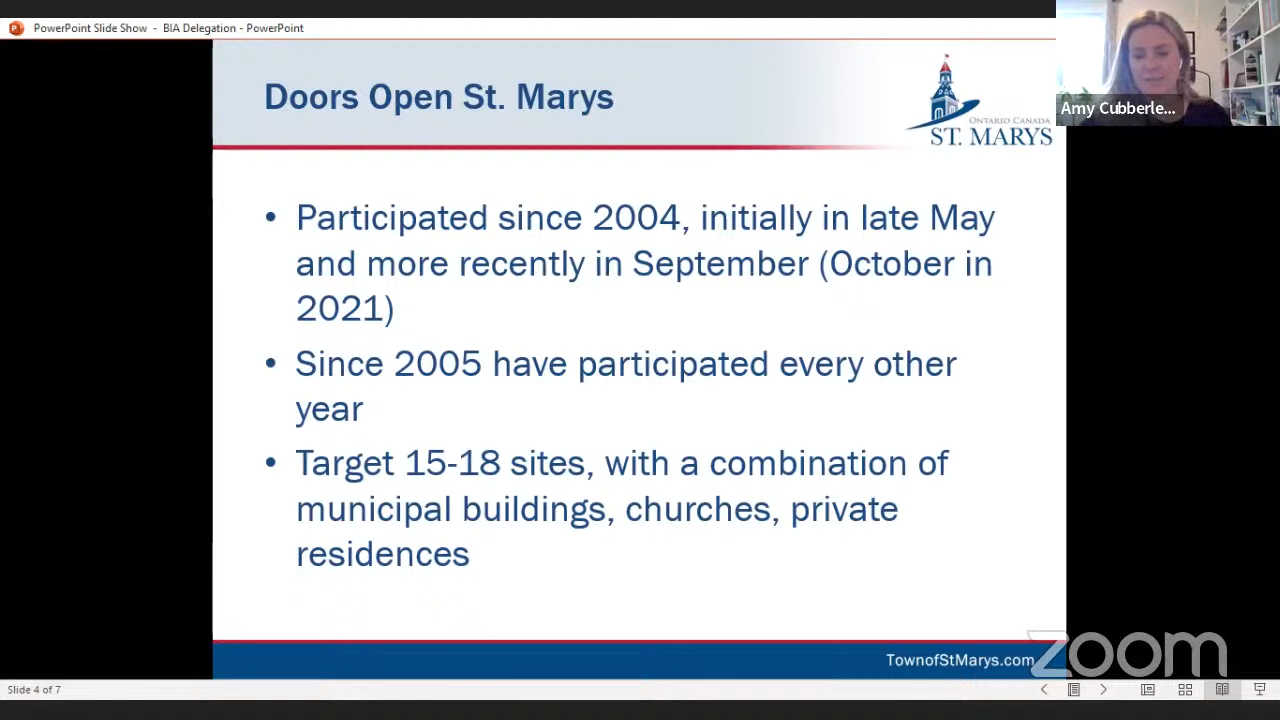 PowerPoint Slide Show - BIA Delegation - PowerPoint
Doors Open St. Marys
ONTARIO CANADA
ST. MARYS
Amy Cubberle...
• Participated since 2004, initially in late May
and more recently in September (October in
2021)
• Since 2005 have participated every other
year
• Target 15-18 sites, with a combination of
municipal buildings, churches, private
residences
TownofStMarys.com
zoom
Slide 4 of 7